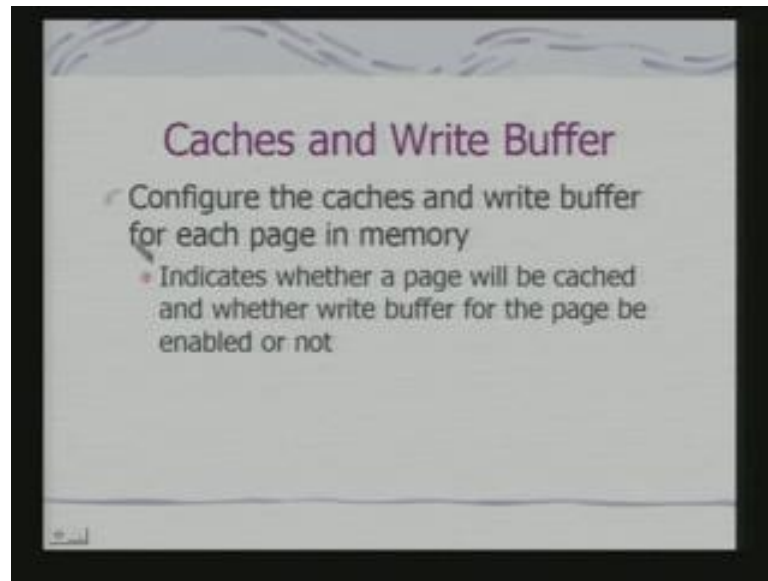 Caches and Write Buffer
Configure the caches and write buffer
for each page in memory
Indicates whether a page will be cached
and whether write buffer for the page be
enabled or not